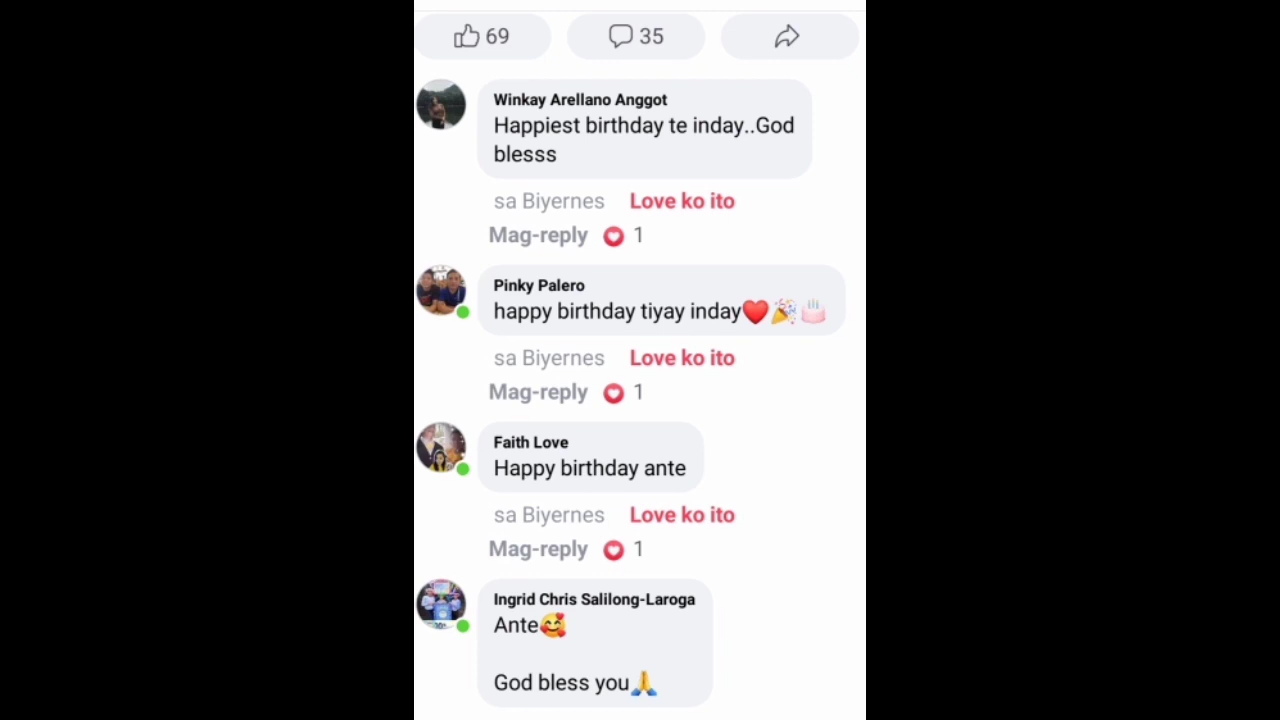 69 35
Winkay Arellano Anggot
Happiest birthday te inday..God
blesss
sa Biyernes Love ko ito
Mag-reply 1
Pinky Palero
happy birthday tiyay inday❤️🎉🎂
sa Biyernes Love ko ito
Mag-reply 1
Faith Love
Happy birthday ante
sa Biyernes Love ko ito
Mag-reply 1
Ingrid Chris Salilong-Laroga
Ante🥰
God bless you🙏